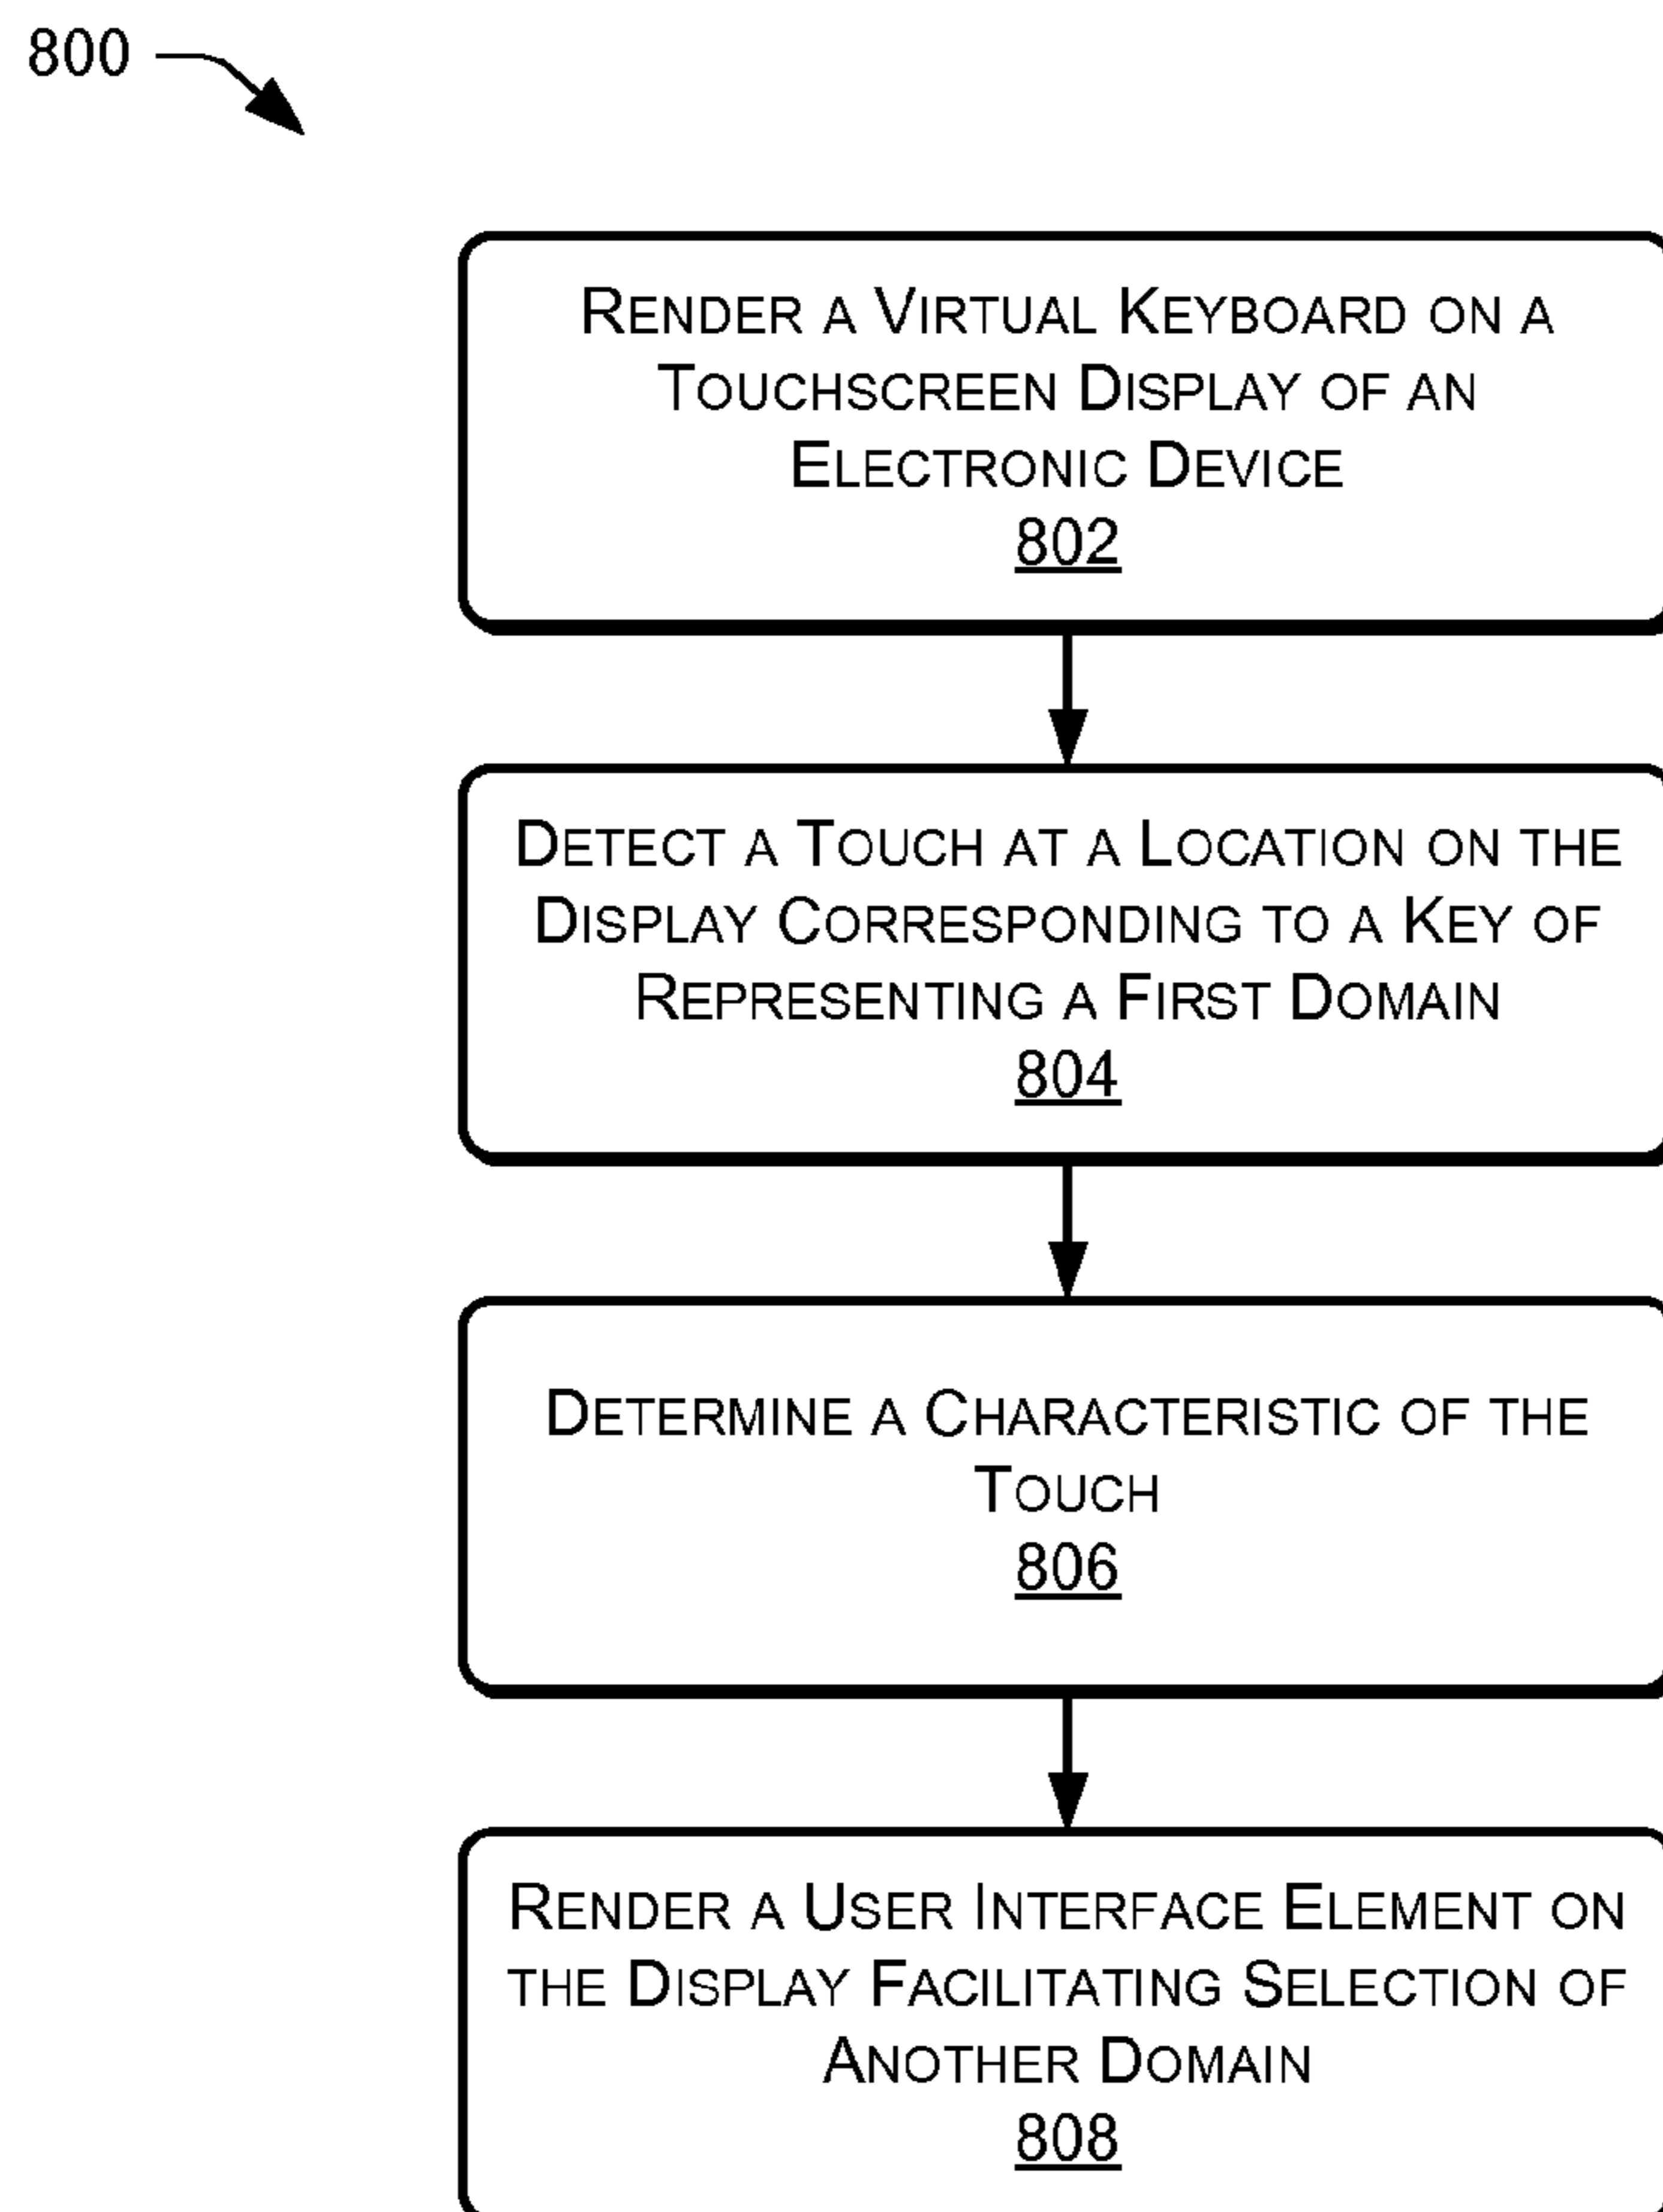 800
Render a Virtual Keyboard on a
Touchscreen Display of an
Electronic Device
802
Detect a Touch at a Location on the
Display Corresponding to a Key of
Representing a First Domain
804
Determine a Characteristic of the
Touch
806
Render a User Interface Element on
the Display Facilitating Selection of
Another Domain
808